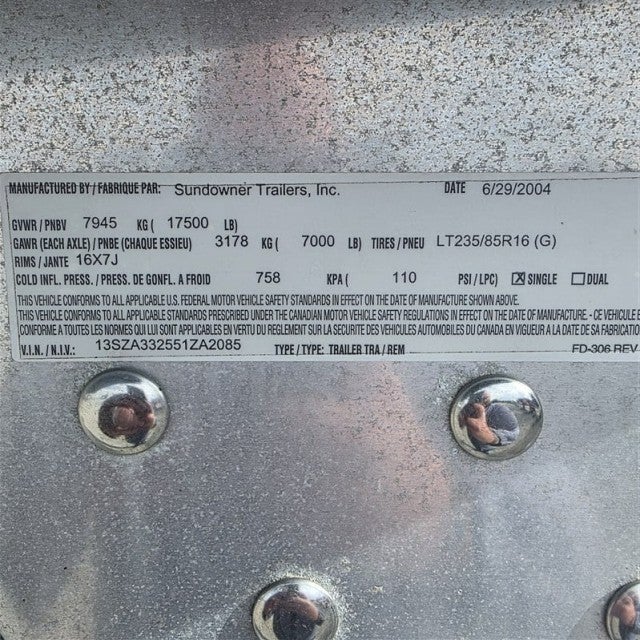 MANUFACTURED BY / FABRIQUE PAR: Sundowner Trailers, Inc. DATE 6/29/2004
GVWR / PNBV 7945 KG ( 17500 LB)
GAWR (EACH AXLE) / PNBE (CHAQUE ESSIEU) 3178 KG ( 7000 LB) TIRES / PNEU LT235/85R16 (G)
RIMS / JANTE 16X7J
COLD INFL. PRESS. / PRESS. DE GONFL. A FROID 758 KPA ( 110 PSI / LPC) ☒ SINGLE ☐ DUAL
THIS VEHICLE CONFORMS TO ALL APPLICABLE U.S. FEDERAL MOTOR VEHICLE SAFETY STANDARDS IN EFFECT ON THE DATE OF MANUFACTURE SHOWN ABOVE.
THIS VEHICLE CONFORMS TO ALL APPLICABLE STANDARDS PRESCRIBED UNDER THE CANADIAN MOTOR VEHICLE SAFETY REGULATIONS IN EFFECT ON THE DATE OF MANUFACTURE. - CE VEHICULE E
CONFORME A TOUTES LES NORMES QUI LUI SONT APPLICABLES EN VERTU DU REGLEMENT SUR LA SECURITE DES VEHICULES AUTOMOBILES DU CANADA EN VIGUEUR A LA DATE DE SA FABRICATIO
V.I.N. / N.I.V.: 13SZA332551ZA2085 TYPE / TYPE: TRAILER TRA / REM FD-306 REV